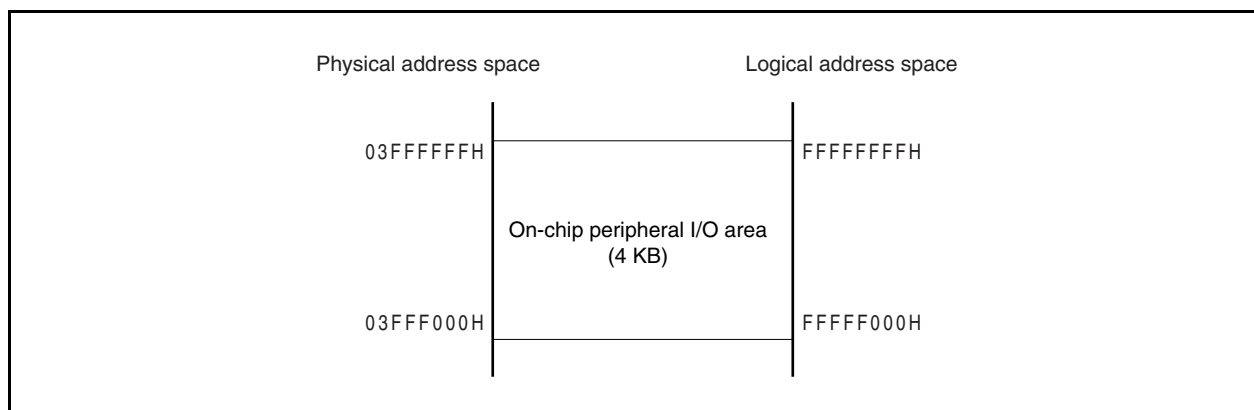 Physical address space
Logical address space
03FFFFFFH
FFFFFFFFH
On-chip peripheral I/O area
(4 KB)
03FFF000H
FFFFF000H